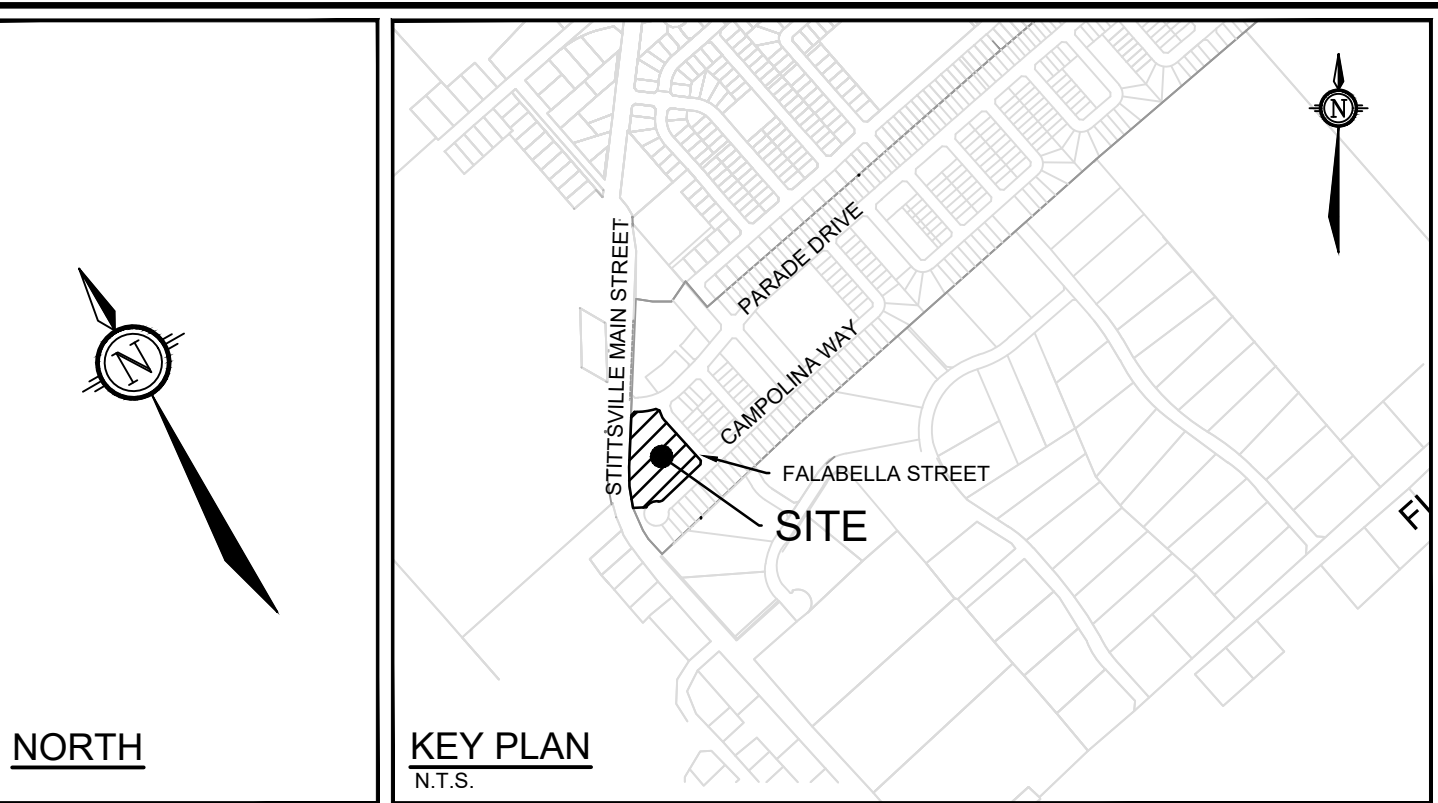 N
NORTH
N
STITTSVILLE MAIN STREET
PARADE DRIVE
CAMPOLINA WAY
FALABELLA STREET
SITE
KEY PLAN
N.T.S.